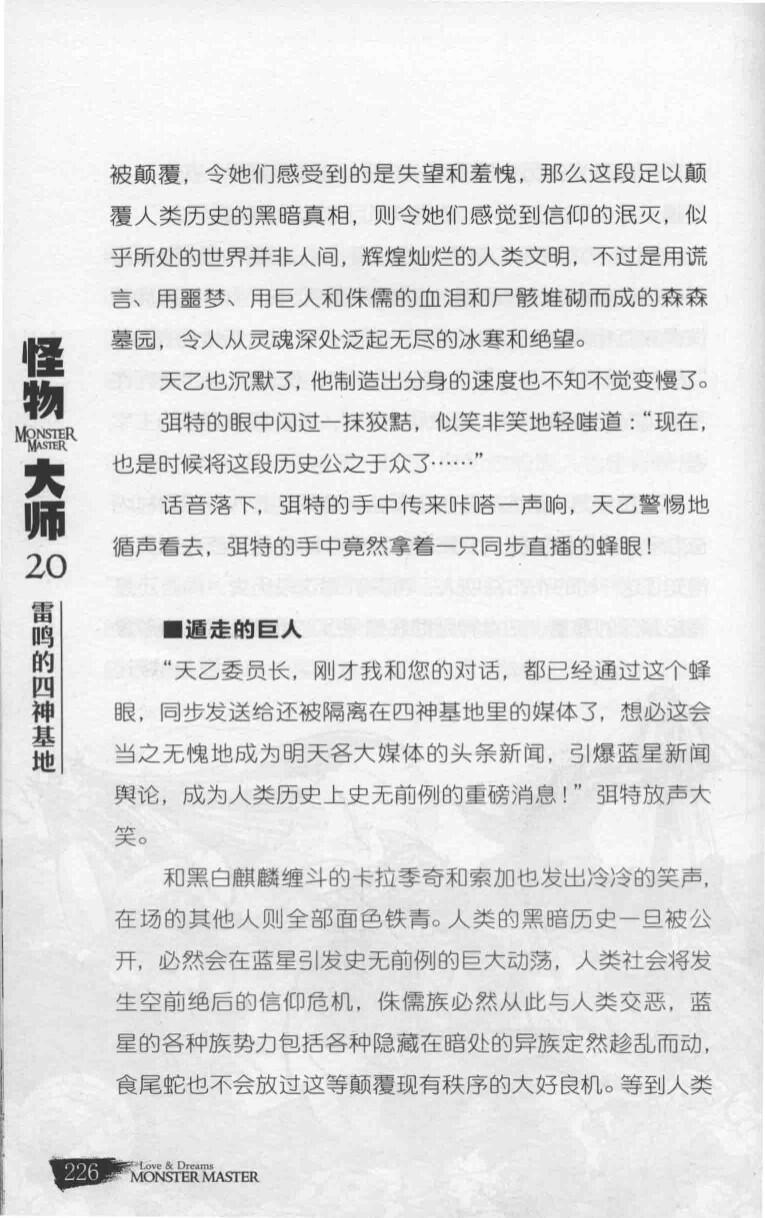 被颠覆，令她们感受到的是失望和羞愧，那么这段足以颠
覆人类历史的黑暗真相，则令她们感觉到信仰的泯灭，似
乎所处的世界并非人间，辉煌灿烂的人类文明，不过是用谎
言、用噩梦、用巨人和侏儒的血泪和尸骸堆砌而成的森森
墓园，令人从灵魂深处泛起无尽的冰寒和绝望。
天乙也沉默了，他制造出分身的速度也不知不觉变慢了。
弭特的眼中闪过一抹狡黠，似笑非笑地轻嗤道：“现在，
也是时候将这段历史公之于众了……”
话音落下，弭特的手中传来咔嗒一声响，天乙警惕地
循声看去，弭特的手中竟然拿着一只同步直播的蜂眼！
■遁走的巨人
“天乙委员长，刚才我和您的对话，都已经通过这个蜂
眼，同步发送给还被隔离在四神基地里的媒体了，想必这会
当之无愧地成为明天各大媒体的头条新闻，引爆蓝星新闻
舆论，成为人类历史上史无前例的重磅消息！”弭特放声大
笑。
和黑白麒麟缠斗的卡拉季奇和索加也发出冷冷的笑声，
在场的其他人则全部面色铁青。人类的黑暗历史一旦被公
开，必然会在蓝星引发史无前例的巨大动荡，人类社会将发
生空前绝后的信仰危机，侏儒族必然从此与人类交恶，蓝
星的各种族势力包括各种隐藏在暗处的异族定然趁乱而动，
食尾蛇也不会放过这等颠覆现有秩序的大好良机。等到人类
怪物
MONSTER
MASTER
大师
20
雷鸣的四神基地
226
Love & Dreams
MONSTER MASTER